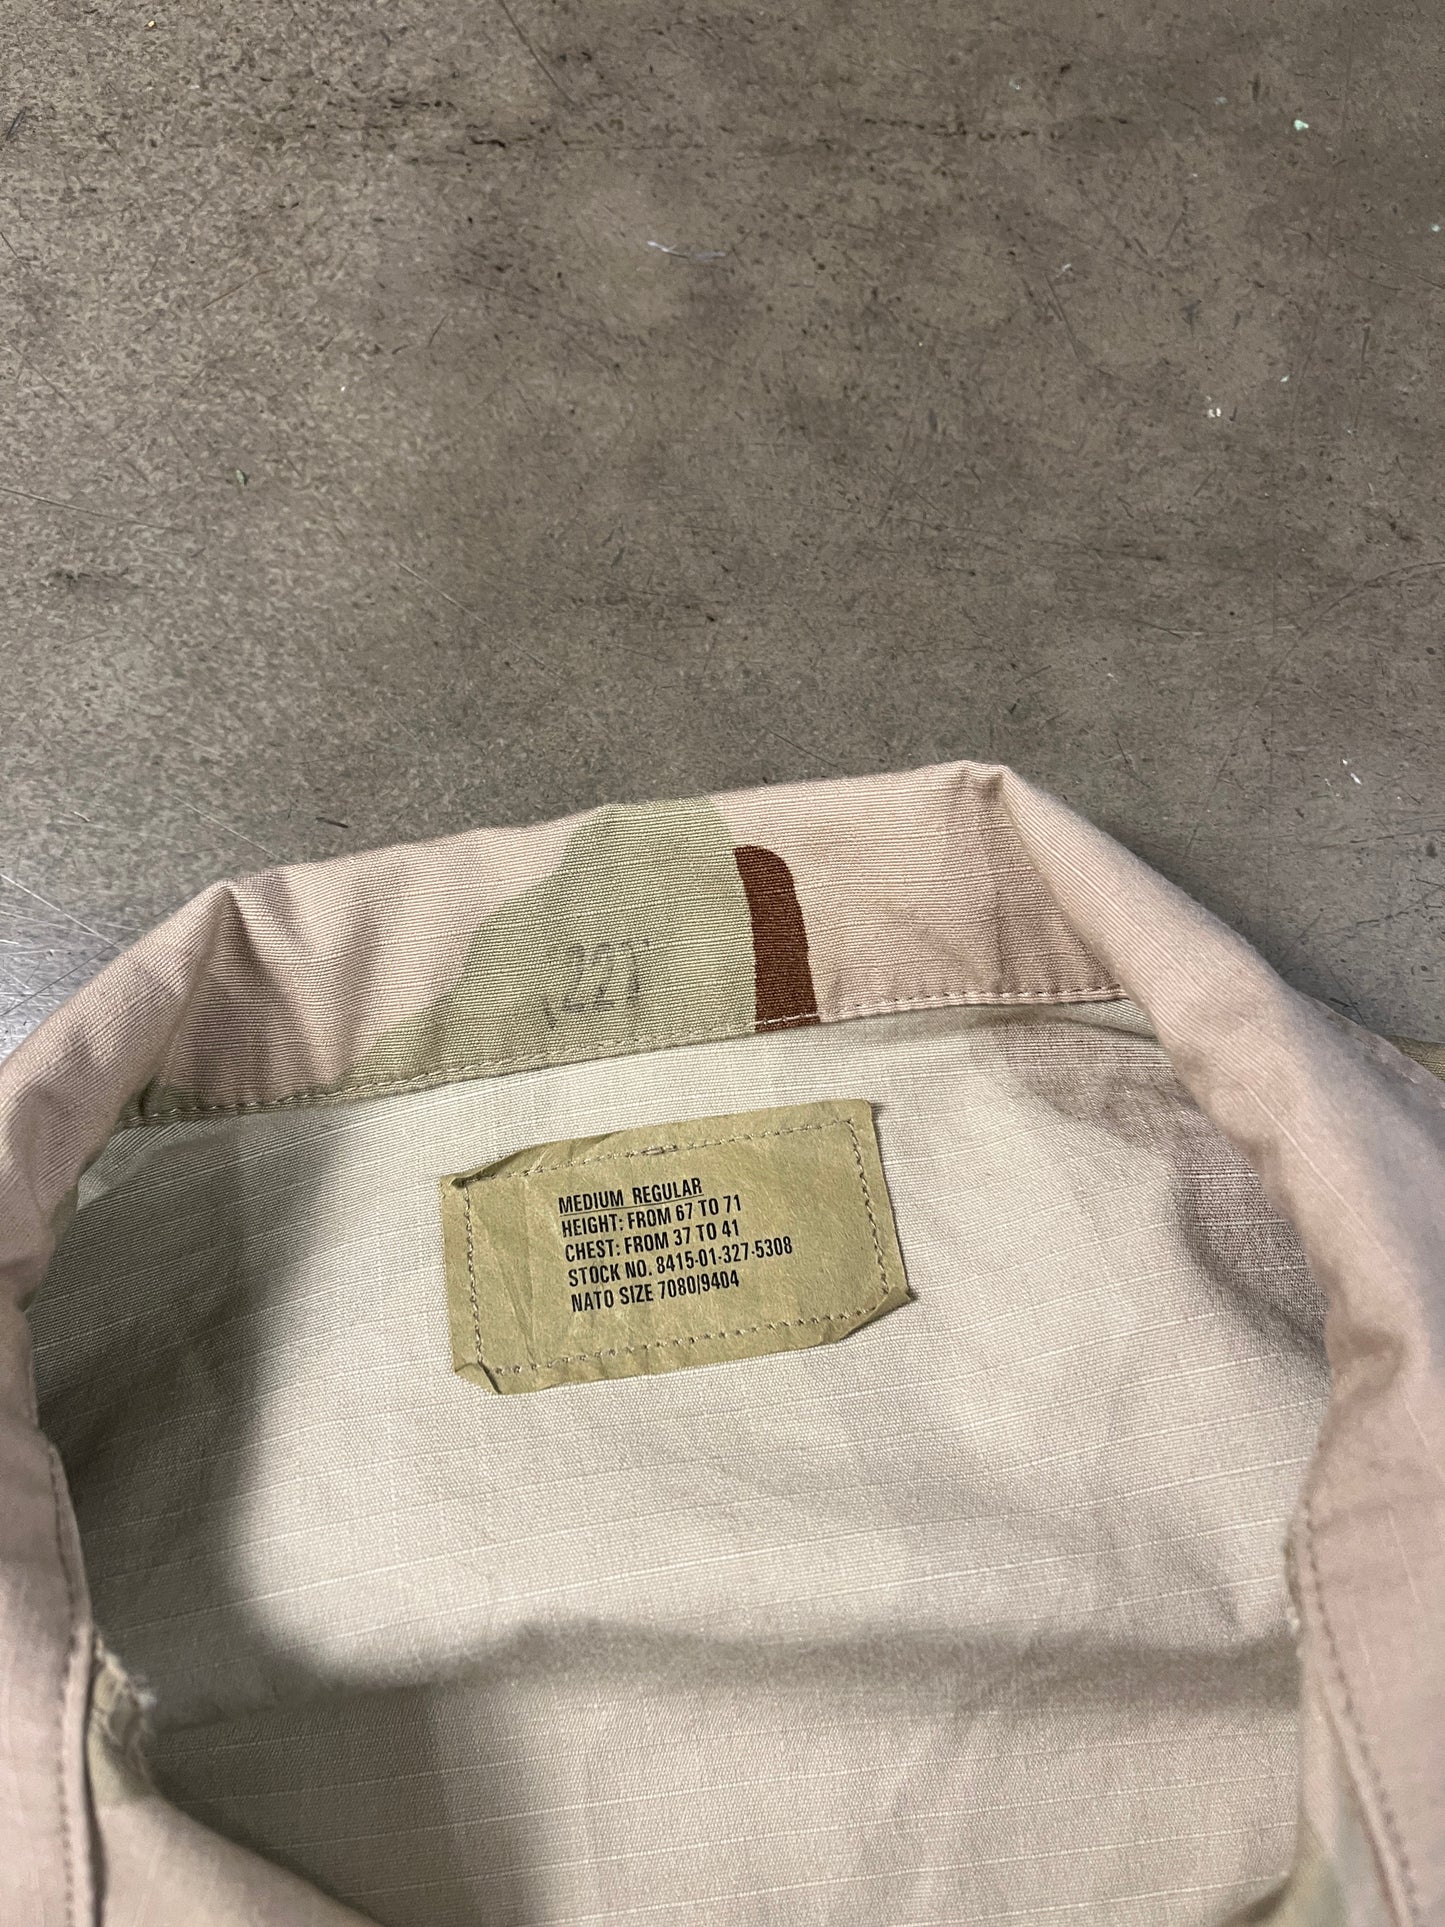 (22)
MEDIUM REGULAR
HEIGHT: FROM 67 TO 71
CHEST: FROM 37 TO 41
STOCK NO. 8415-01-327-5308
NATO SIZE 7080/9404